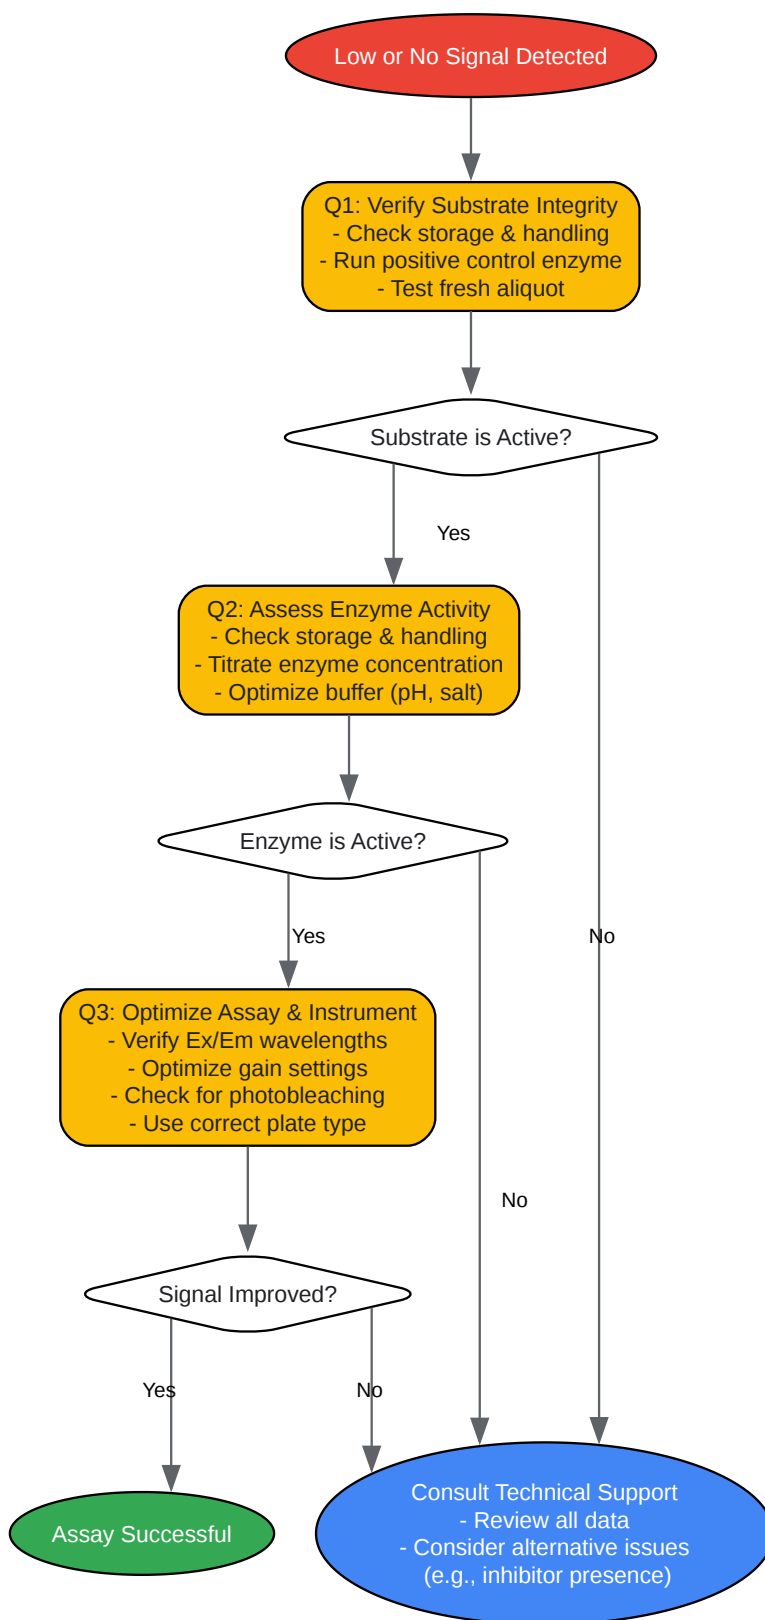 Low or No Signal Detected
Q1: Verify Substrate Integrity
- Check storage & handling
- Run positive control enzyme
- Test fresh aliquot
Substrate is Active?
Yes
Q2: Assess Enzyme Activity
- Check storage & handling
- Titrate enzyme concentration
- Optimize buffer (pH, salt)
Enzyme is Active?
Yes
No
Q3: Optimize Assay & Instrument
- Verify Ex/Em wavelengths
- Optimize gain settings
- Check for photobleaching
- Use correct plate type
No
Signal Improved?
Yes
No
Assay Successful
Consult Technical Support
- Review all data
- Consider alternative issues
(e.g., inhibitor presence)